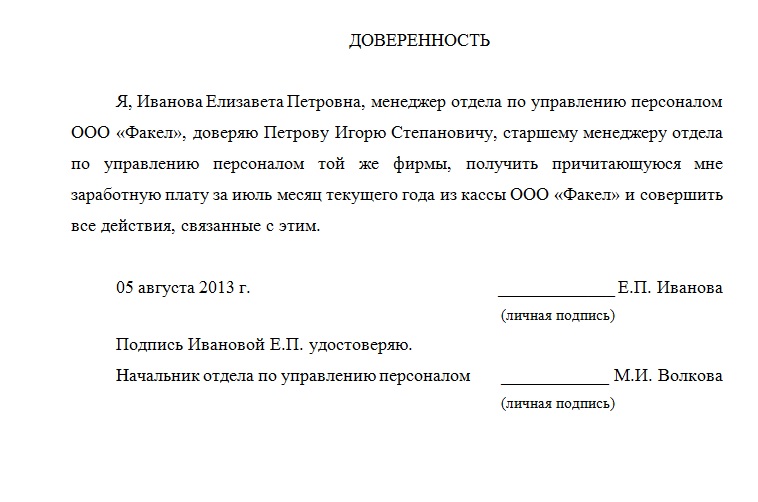 ДОВЕРЕННОСТЬ
Я, Иванова Елизавета Петровна, менеджер отдела по управлению персоналом
ООО «Факел», доверяю Петрову Игорю Степановичу, старшему менеджеру отдела
по управлению персоналом той же фирмы, получить причитающуюся мне
заработную плату за июль месяц текущего года из кассы ООО «Факел» и совершить
все действия, связанные с этим.
05 августа 2013 г. _____________ Е.П. Иванова
(личная подпись)
Подпись Ивановой Е.П. удостоверяю.
Начальник отдела по управлению персоналом ____________ М.И. Волкова
(личная подпись)